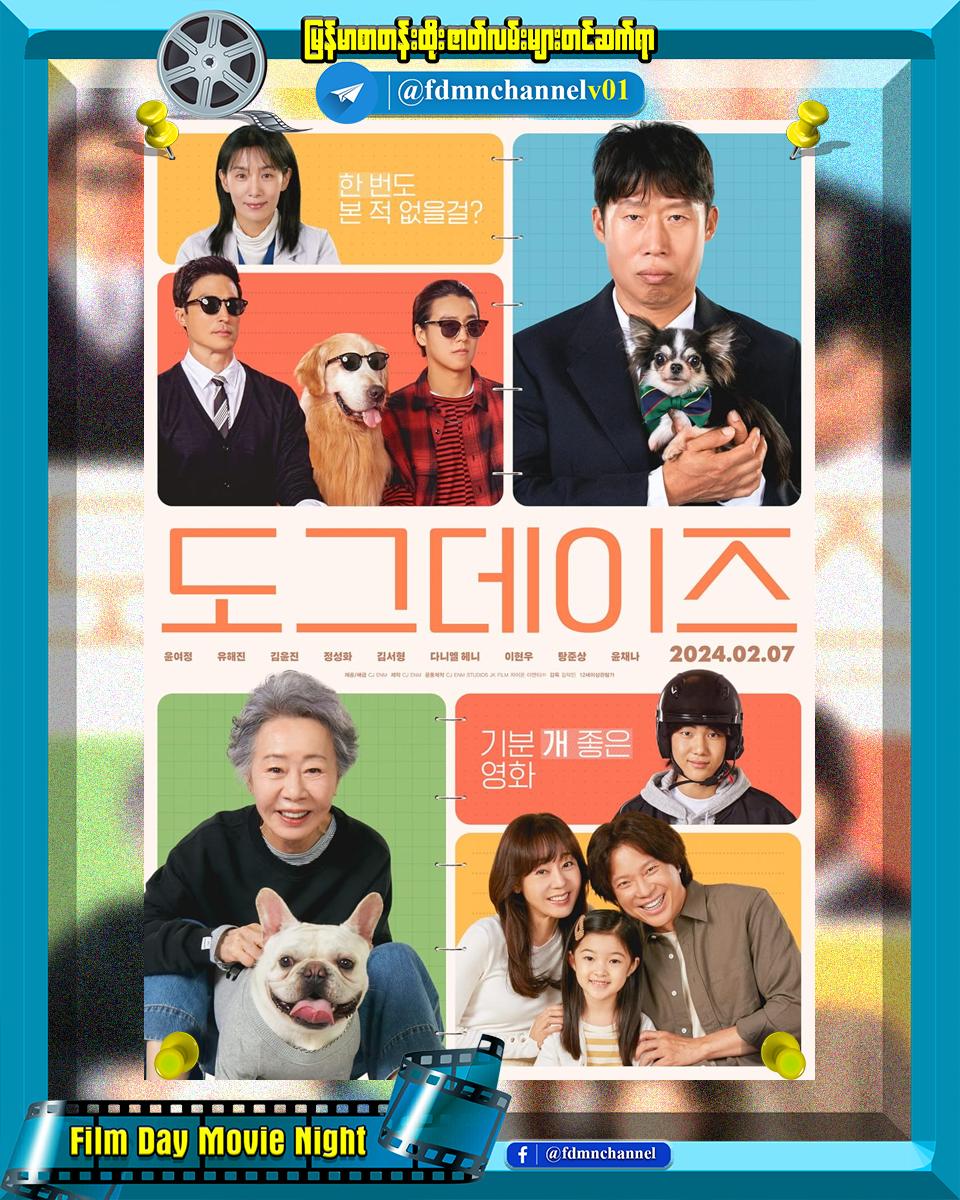 မြန်မာစာတန်းထိုးဇာတ်လမ်းများတင်ဆက်ရာ
@fdmnchannelv01
한 번도
본 적 없을걸?
도그데이즈
윤여정 유해진 김윤진 정성화 김서형 다니엘 헤니 이현우 탕준상 윤채나 2024.02.07
기분 개 좋은
영화
Film Day Movie Night
@fdmnchannel